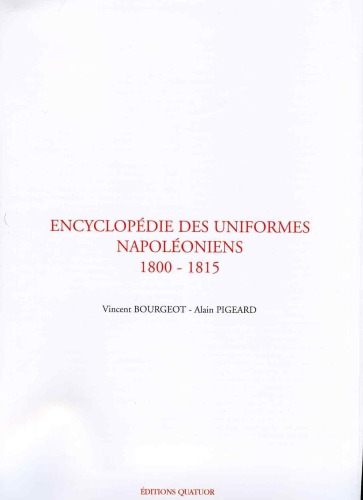 ENCYCLOPÉDIE DES UNIFORMES
NAPOLÉONIENS
1800 - 1815
Vincent BOURGEOT - Alain PIGEARD
ÉDITIONS QUATUOR